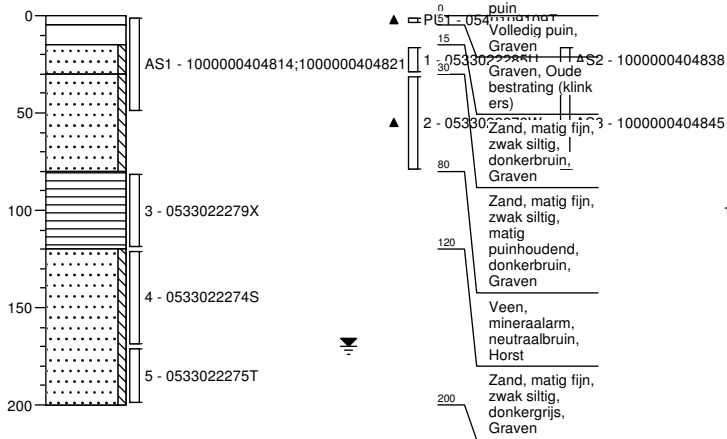 0
50
100
150
200
AS1 - 1000000404814;1000000404821
3 - 0533022279X
4 - 0533022274S
5 - 0533022275T
AS2 - 1000000404838
AS3 - 1000000404845
0
5
15
30
80
120
200
puin
Volledig puin,
Graven
Graven, Oude
bestrating (klink
ers)
Zand, matig fijn,
zwak siltig,
donkerbruin,
Graven
Zand, matig fijn,
zwak siltig,
matig
puinhoudend,
donkerbruin,
Graven
Veen,
mineraalarm,
neutraalbruin,
Horst
Zand, matig fijn,
zwak siltig,
donkergrijs,
Graven